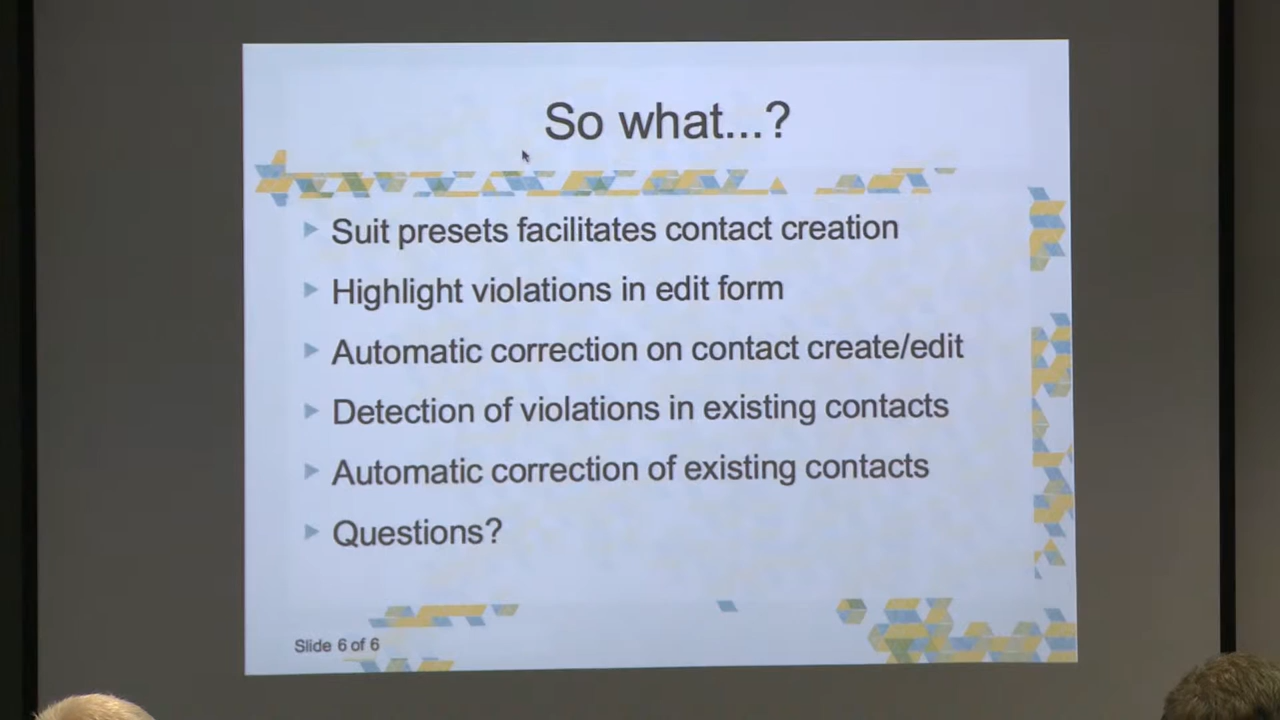 So what...?
Suit presets facilitates contact creation
Highlight violations in edit form
Automatic correction on contact create/edit
Detection of violations in existing contacts
Automatic correction of existing contacts
Questions?
Slide 6 of 6